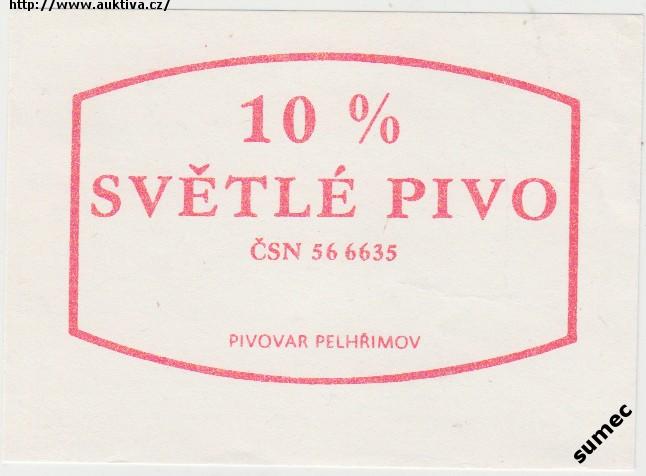 http://www.auktiva.cz/
10 %
SVĚTLÉ PIVO
ČSN 56 6635
PIVOVAR PELHŘIMOV
sumec